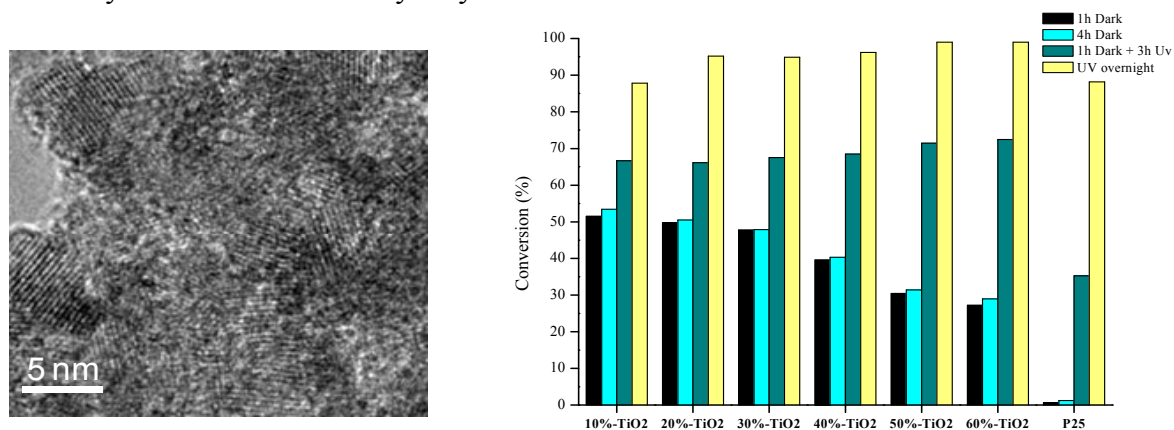 1h Dark
4h Dark
1h Dark + 3h Uv
UV overnight
100
90
80
70
60
50
40
30
20
10
0
Conversion (%)
10%-TiO2 20%-TiO2 30%-TiO2 40%-TiO2 50%-TiO2 60%-TiO2 P25
5 nm